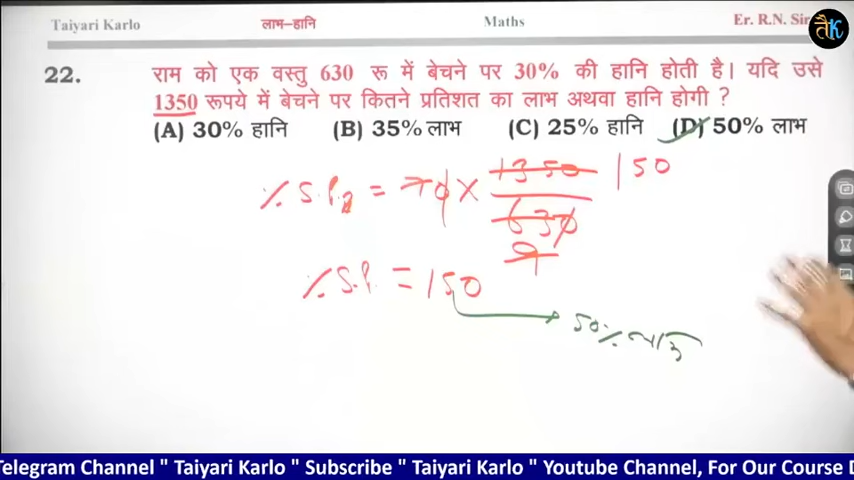 Taiyari Karlo लाभ–हानि Maths Er. R.N. Sir
तैK
22. राम को एक वस्तु 630 रू में बेचने पर 30% की हानि होती है। यदि उसे
1350 रूपये में बेचने पर कितने प्रतिशत का लाभ अथवा हानि होगी ?
(A) 30% हानि (B) 35% लाभ (C) 25% हानि (D) 50% लाभ
% S.P.2 = 70 × 1350 150
630
9
% S.P. = 150
50% लाभ
Telegram Channel " Taiyari Karlo " Subscribe " Taiyari Karlo " Youtube Channel, For Our Course D